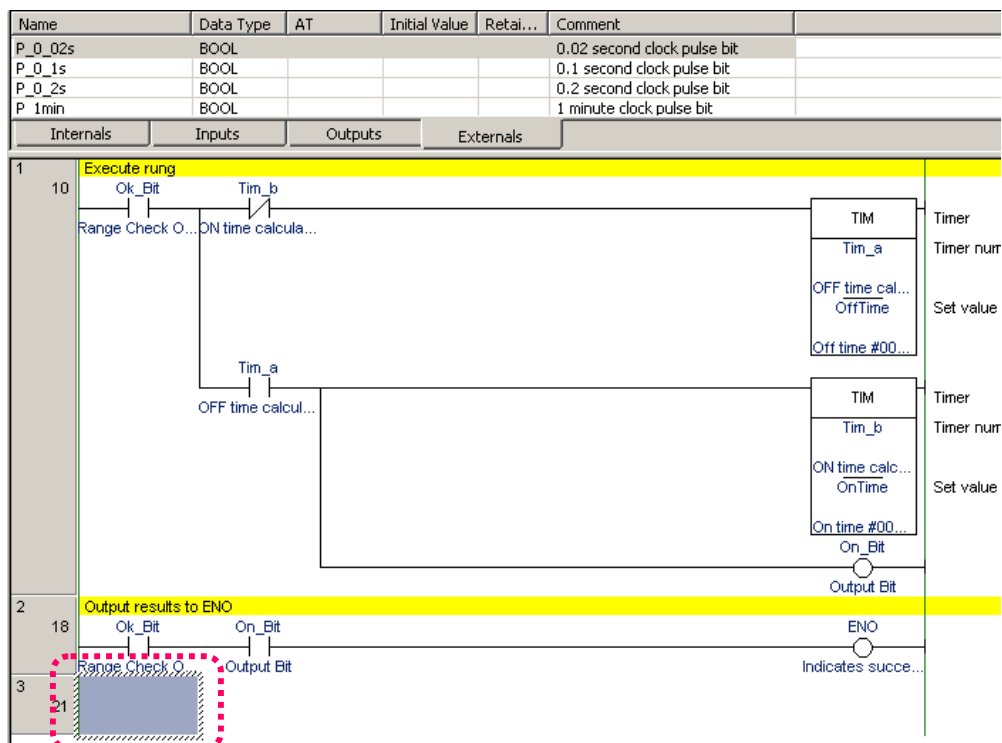 Name Data Type AT Initial Value Retai... Comment
P_0_02s BOOL 0.02 second clock pulse bit
P_0_1s BOOL 0.1 second clock pulse bit
P_0_2s BOOL 0.2 second clock pulse bit
P_1min BOOL 1 minute clock pulse bit
Internals Inputs Outputs Externals
1 Execute rung
10 Ok_Bit Tim_b
Range Check O... ON time calcula...
TIM Timer
Tim_a Timer num
OFF time cal...
OffTime Set value
Off time #00...
Tim_a
OFF time calcul...
TIM Timer
Tim_b Timer num
ON time calc...
OnTime Set value
On time #00...
On_Bit
Output Bit
2 Output results to ENO
18 Ok_Bit On_Bit ENO
Range Check O... Output Bit Indicates succe...
3
21